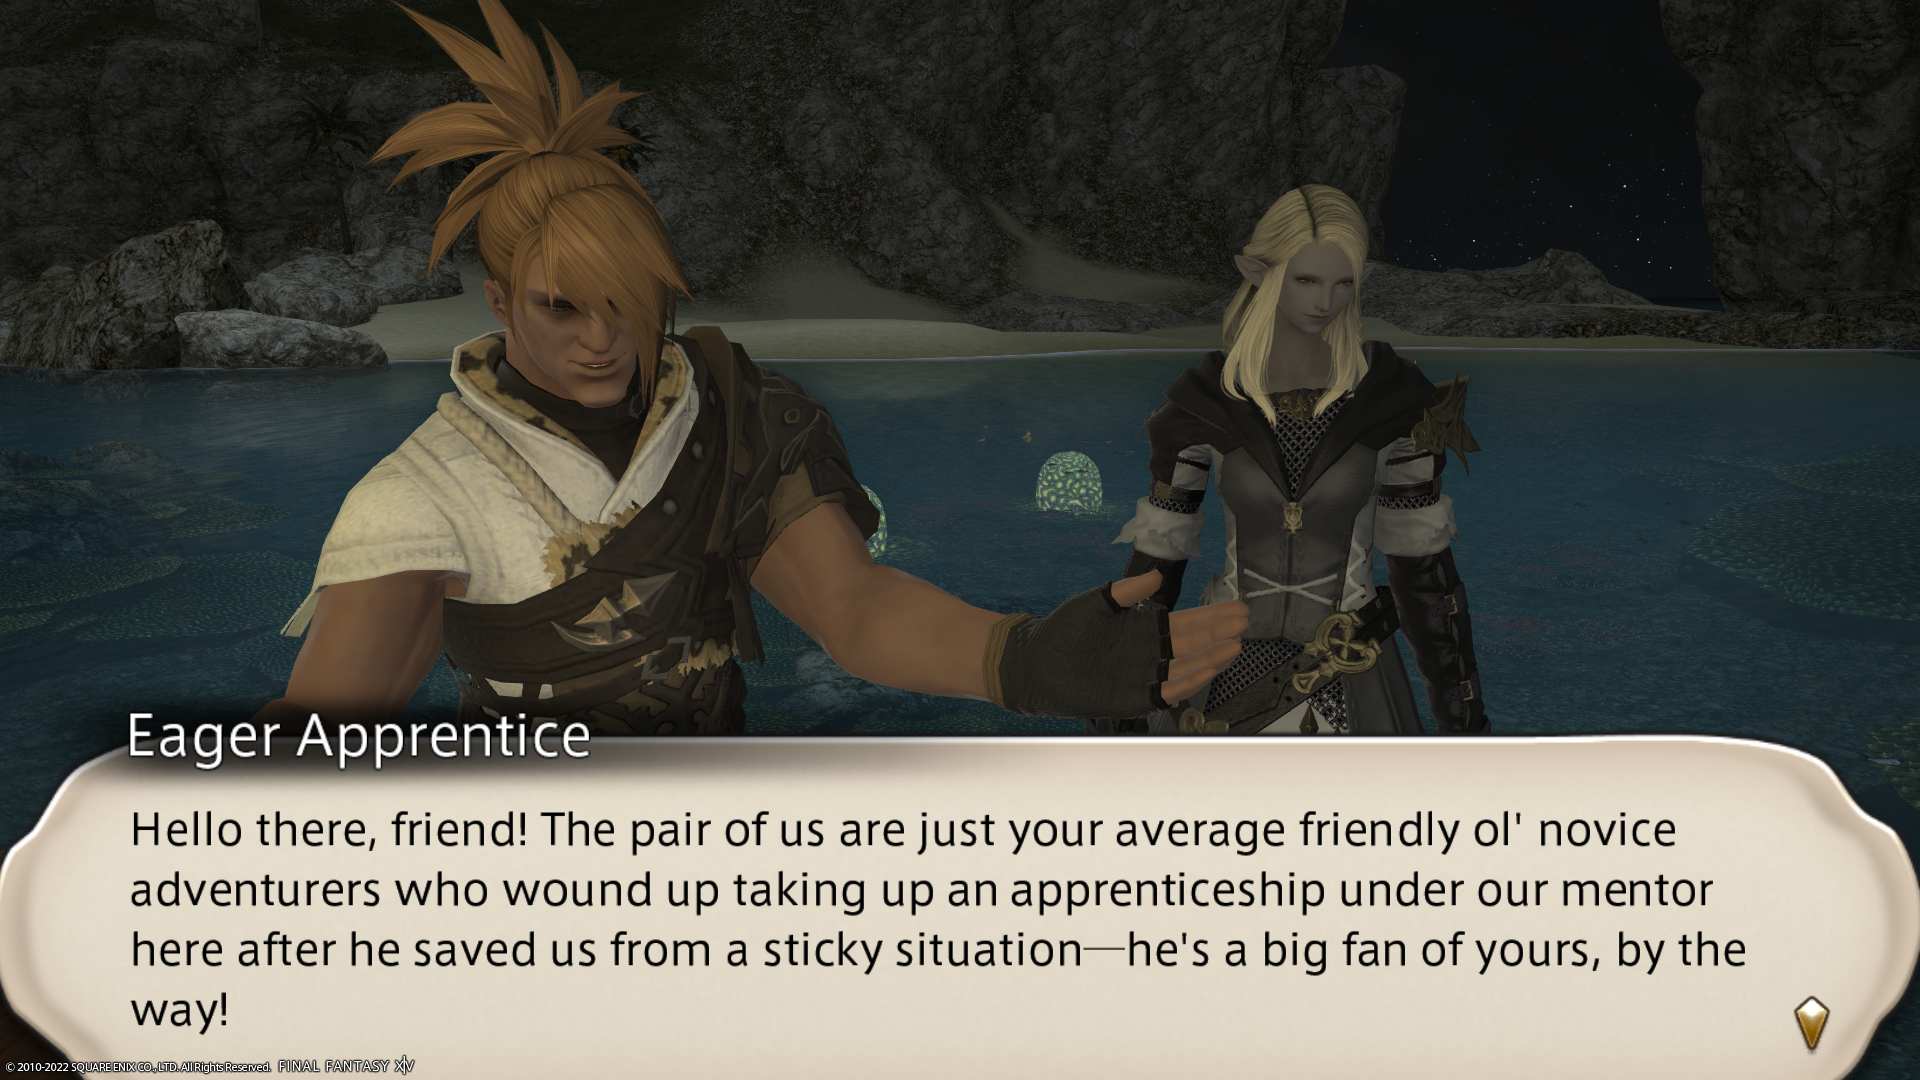 Eager Apprentice
Hello there, friend! The pair of us are just your average friendly ol' novice
adventurers who wound up taking up an apprenticeship under our mentor
here after he saved us from a sticky situation—he's a big fan of yours, by the
way!
© 2010-2022 SQUARE ENIX CO., LTD. All Rights Reserved. FINAL FANTASY XIV